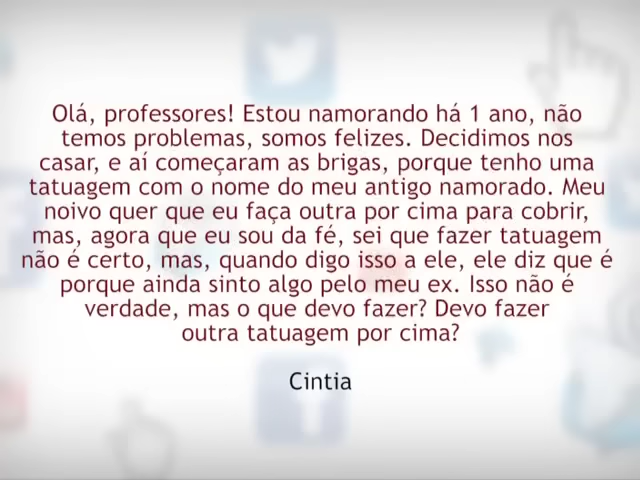 Olá, professores! Estou namorando há 1 ano, não
temos problemas, somos felizes. Decidimos nos
casar, e aí começaram as brigas, porque tenho uma
tatuagem com o nome do meu antigo namorado. Meu
noivo quer que eu faça outra por cima para cobrir,
mas, agora que eu sou da fé, sei que fazer tatuagem
não é certo, mas, quando digo isso a ele, ele diz que é
porque ainda sinto algo pelo meu ex. Isso não é
verdade, mas o que devo fazer? Devo fazer
outra tatuagem por cima?
Cintia